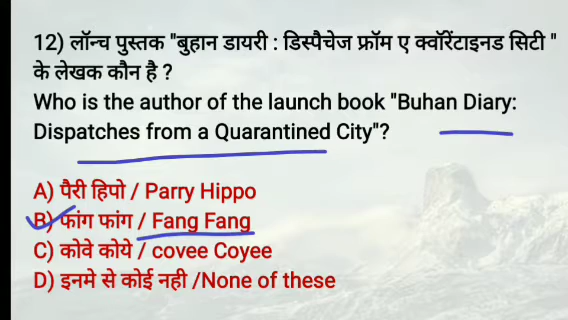 12) लॉन्च पुस्तक "बुहान डायरी : डिस्पैचेज फ्रॉम ए क्वॉरेंटाइनड सिटी "
के लेखक कौन है ?
Who is the author of the launch book "Buhan Diary:
Dispatches from a Quarantined City"?
A) पैरी हिपो / Parry Hippo
B) फांग फांग / Fang Fang
C) कोवे कोये / covee Coyee
D) इनमे से कोई नही /None of these